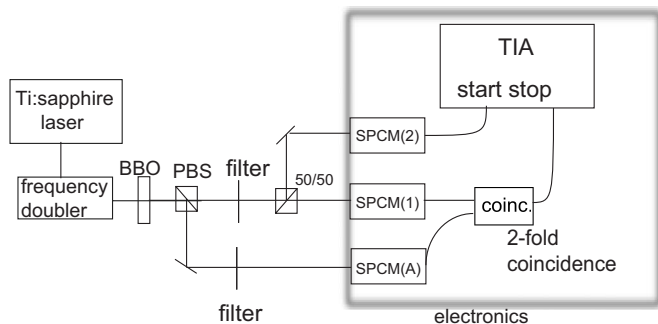 TIA
start stop
Ti:sapphire
laser
SPCM(2)
BBO
PBS
filter
50/50
frequency
doubler
SPCM(1)
coinc.
2-fold
coincidence
SPCM(A)
filter
electronics